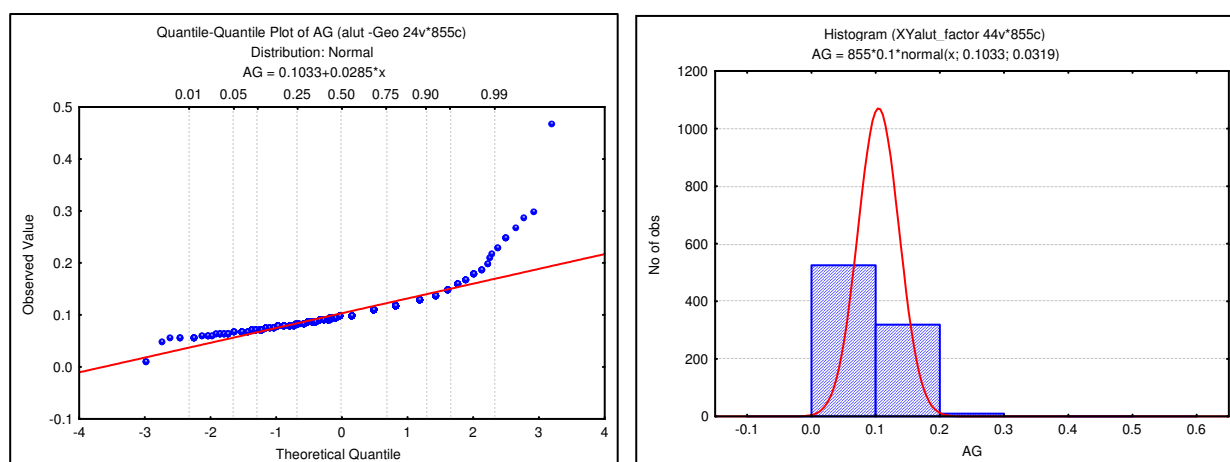 Quantile-Quantile Plot of AG (alut -Geo 24v*855c)
Distribution: Normal
AG = 0.1033+0.0285*x
0.01 0.05 0.25 0.50 0.75 0.90 0.99
0.5
0.4
0.3
0.2
0.1
0.0
-0.1
Observed Value
-4 -3 -2 -1 0 1 2 3 4
Theoretical Quantile
Histogram (XYalut_factor 44v*855c)
AG = 855*0.1*normal(x; 0.1033; 0.0319)
1200
1000
800
600
400
200
0
No of obs
-0.1 0.0 0.1 0.2 0.3 0.4 0.5 0.6
AG